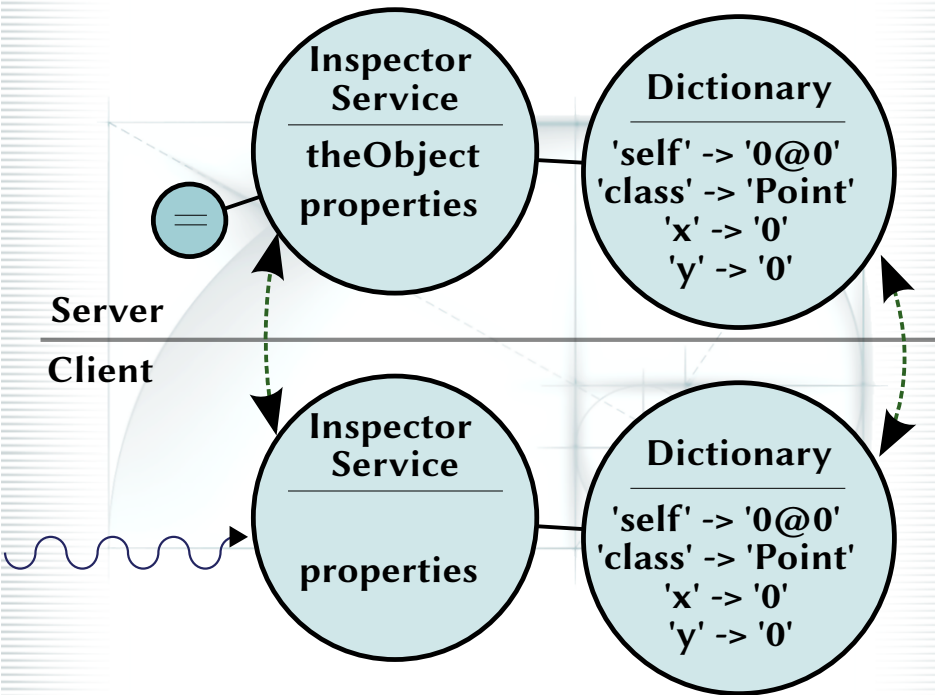 Inspector
Service
theObject
properties
Dictionary
'self' -> '0@0'
'class' -> 'Point'
'x' -> '0'
'y' -> '0'
Server
Client
Inspector
Service
properties
Dictionary
'self' -> '0@0'
'class' -> 'Point'
'x' -> '0'
'y' -> '0'